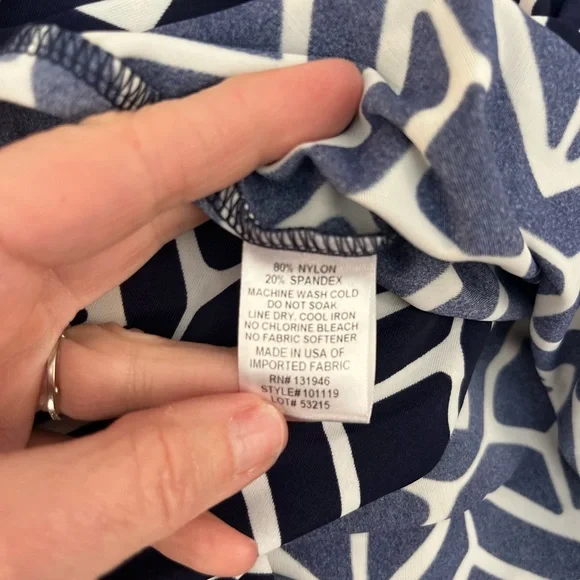 80% NYLON
20% SPANDEX
MACHINE WASH COLD
DO NOT SOAK
LINE DRY. COOL IRON
NO CHLORINE BLEACH
NO FABRIC SOFTENER
MADE IN USA OF
IMPORTED FABRIC
RN# 131946
STYLE#101119
LOT# 53215